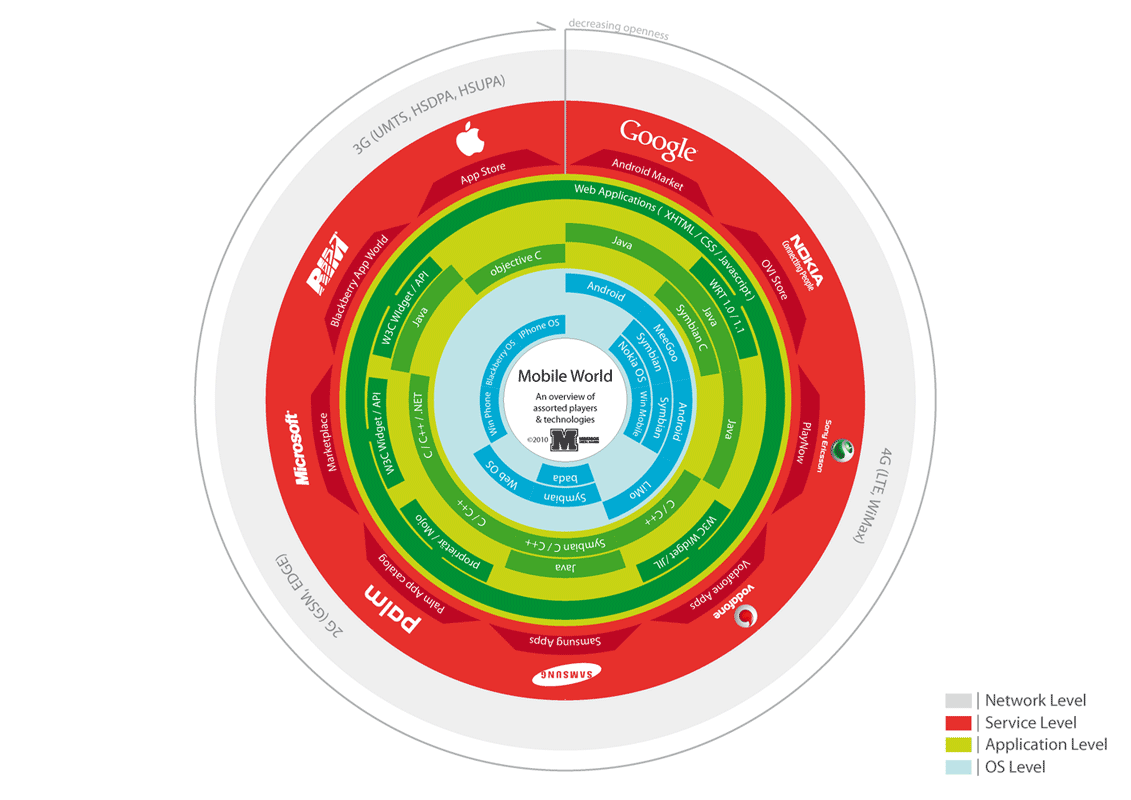 decreasing openness
3G (UMTS, HSDPA, HSUPA)
4G (LTE, WiMax)
2G (GSM, EDGE)
Google
Android Market
NOKIA
Connecting People
OVI Store
Sony Ericsson
PlayNow
vodafone
Vodafone Apps
SAMSUNG
Samsung Apps
palm
Palm App catalog
Microsoft
Marketplace
RIM
Blackberry App World
App Store
Web Applications ( XHTML / CSS / Javascript )
Java
WRT 1.0 / 1.1
Java
Symbian C
Java
W3C Widget / JIL
C / C++
Symbian C / C++
Java
proprietar / Mojo
C / C++
W3C Widget / API
C / C++ / .NET
W3C Widget / API
Java
objective C
Android
MeeGoo
Symbian
Nokia OS
Android
Symbian
Win Mobile
LiMo
bada
Symbian
Web OS
Win Phone
Blackberry OS
iPhone OS
Mobile World
An overview of
assorted players
& technologies
©2010 M
Network Level
Service Level
Application Level
OS Level